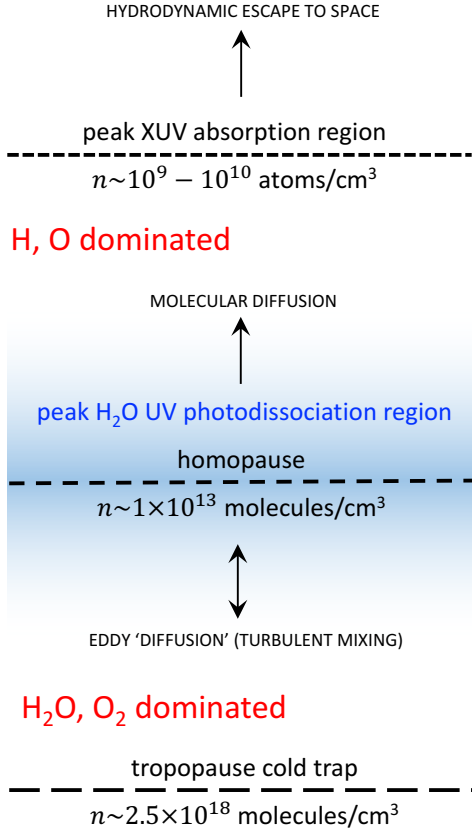 HYDRODYNAMIC ESCAPE TO SPACE
peak XUV absorption region
n~10⁹ − 10¹⁰ atoms/cm³
H, O dominated
MOLECULAR DIFFUSION
peak H₂O UV photodissociation region
homopause
n~1×10¹³ molecules/cm³
EDDY ‘DIFFUSION’ (TURBULENT MIXING)
H₂O, O₂ dominated
tropopause cold trap
n~2.5×10¹⁸ molecules/cm³